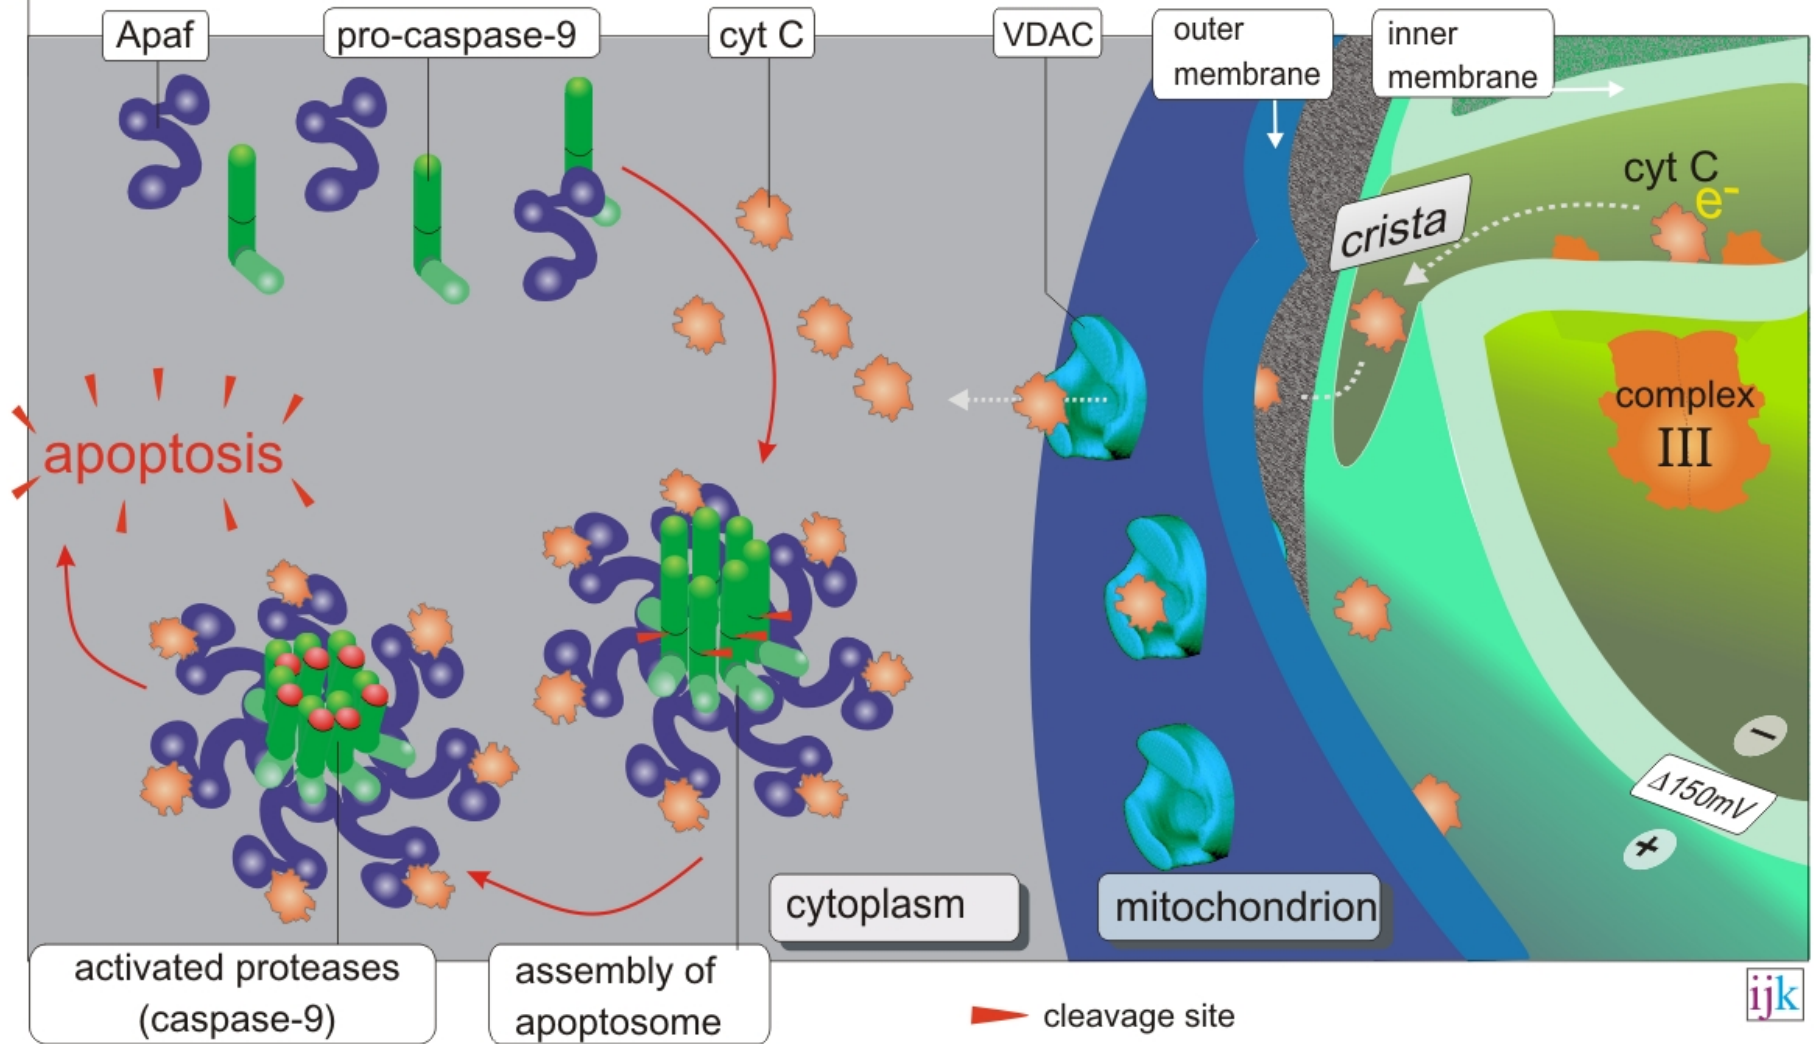 Apaf
pro-caspase-9
cyt C
VDAC
outer
membrane
inner
membrane
cyt C
e-
crista
complex
III
apoptosis
−
Δ150mV
+
cytoplasm
mitochondrion
activated proteases
(caspase-9)
assembly of
apoptosome
cleavage site
ijk